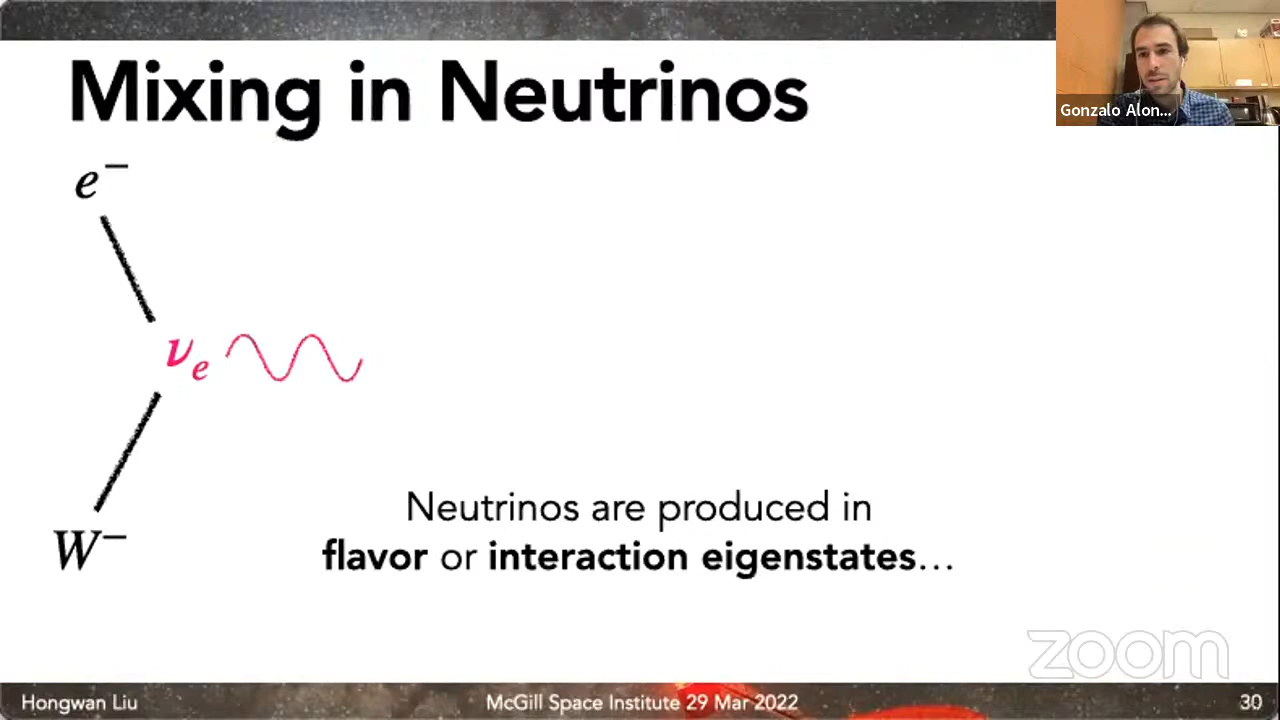 Mixing in Neutrinos
Gonzalo Alon...
e⁻
νₑ
W⁻
Neutrinos are produced in
flavor or interaction eigenstates…
zoom
Hongwan Liu
McGill Space Institute 29 Mar 2022
30